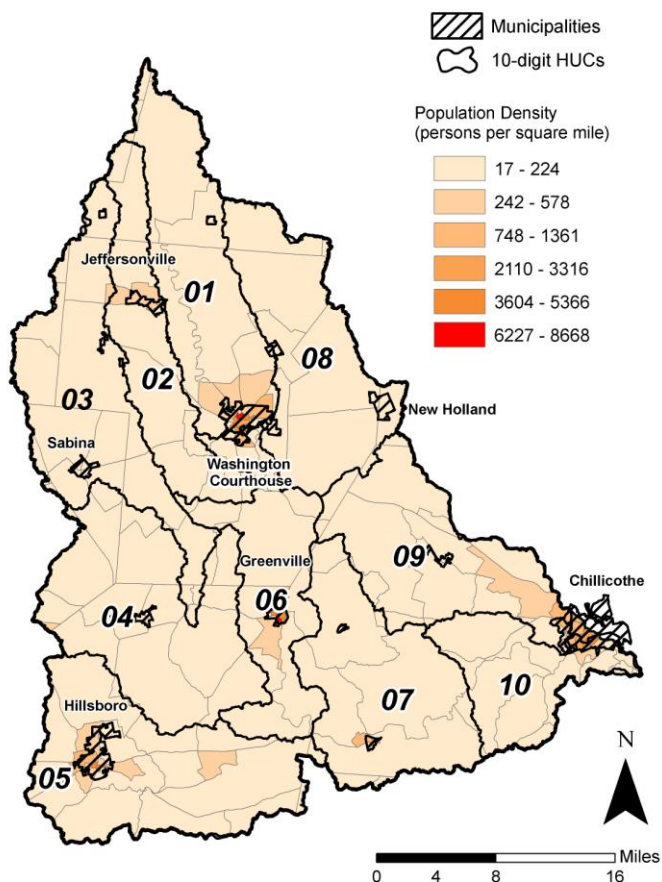 Municipalities
10-digit HUCs
Population Density
(persons per square mile)
17 - 224
242 - 578
748 - 1361
2110 - 3316
3604 - 5366
6227 - 8668
Jeffersonville
01
08
02
03
New Holland
Sabina
Washington
Courthouse
Greenville
09
Chillicothe
06
04
07
10
Hillsboro
05
N
Miles
0 4 8 16